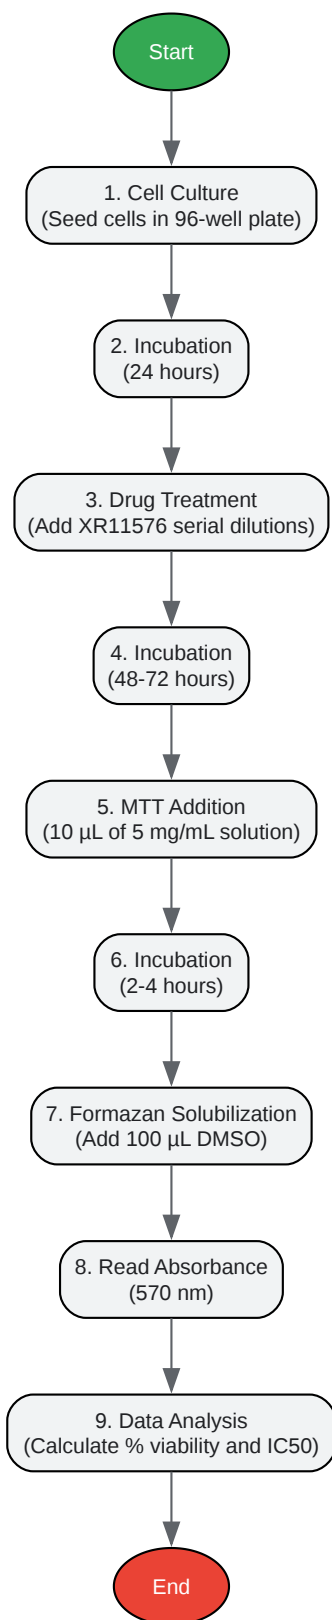 Start
1. Cell Culture
(Seed cells in 96-well plate)
2. Incubation
(24 hours)
3. Drug Treatment
(Add XR11576 serial dilutions)
4. Incubation
(48-72 hours)
5. MTT Addition
(10 µL of 5 mg/mL solution)
6. Incubation
(2-4 hours)
7. Formazan Solubilization
(Add 100 µL DMSO)
8. Read Absorbance
(570 nm)
9. Data Analysis
(Calculate % viability and IC50)
End